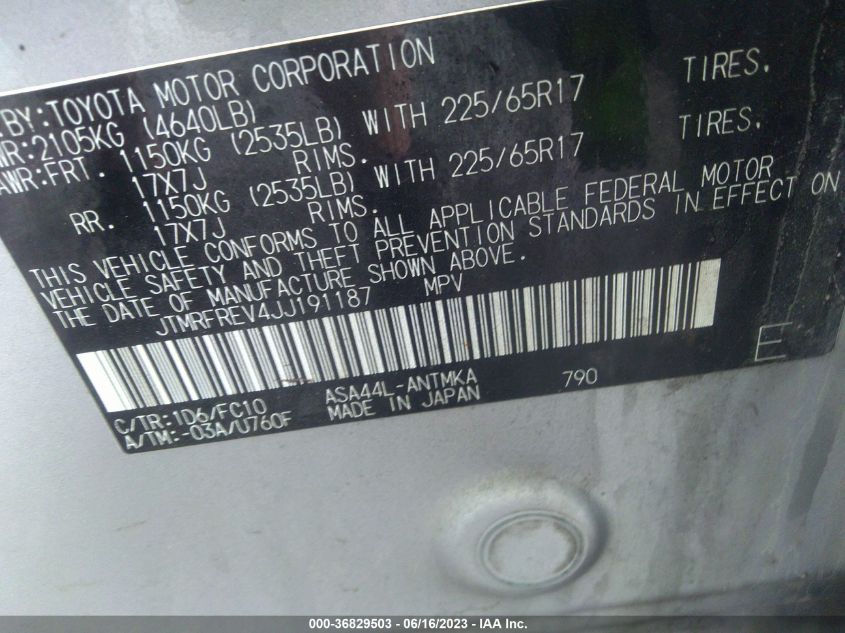 .BY:TOYOTA MOTOR CORPORATION
WR:2105KG (4640LB)
AWR:FRT. 1150KG (2535LB) WITH 225/65R17 TIRES.
17X7J RIMS.
RR. 1150KG (2535LB) WITH 225/65R17 TIRES.
17X7J RIMS.
THIS VEHICLE CONFORMS TO ALL APPLICABLE FEDERAL MOTOR
VEHICLE SAFETY AND THEFT PREVENTION STANDARDS IN EFFECT ON
THE DATE OF MANUFACTURE SHOWN ABOVE.
JTMRFREV4JJ191187 MPV
E
C/TR:1D6/FC10 ASA44L-ANTMKA 790
A/TM:-03A/U760F MADE IN JAPAN
000-36829503 - 06/16/2023 - IAA Inc.